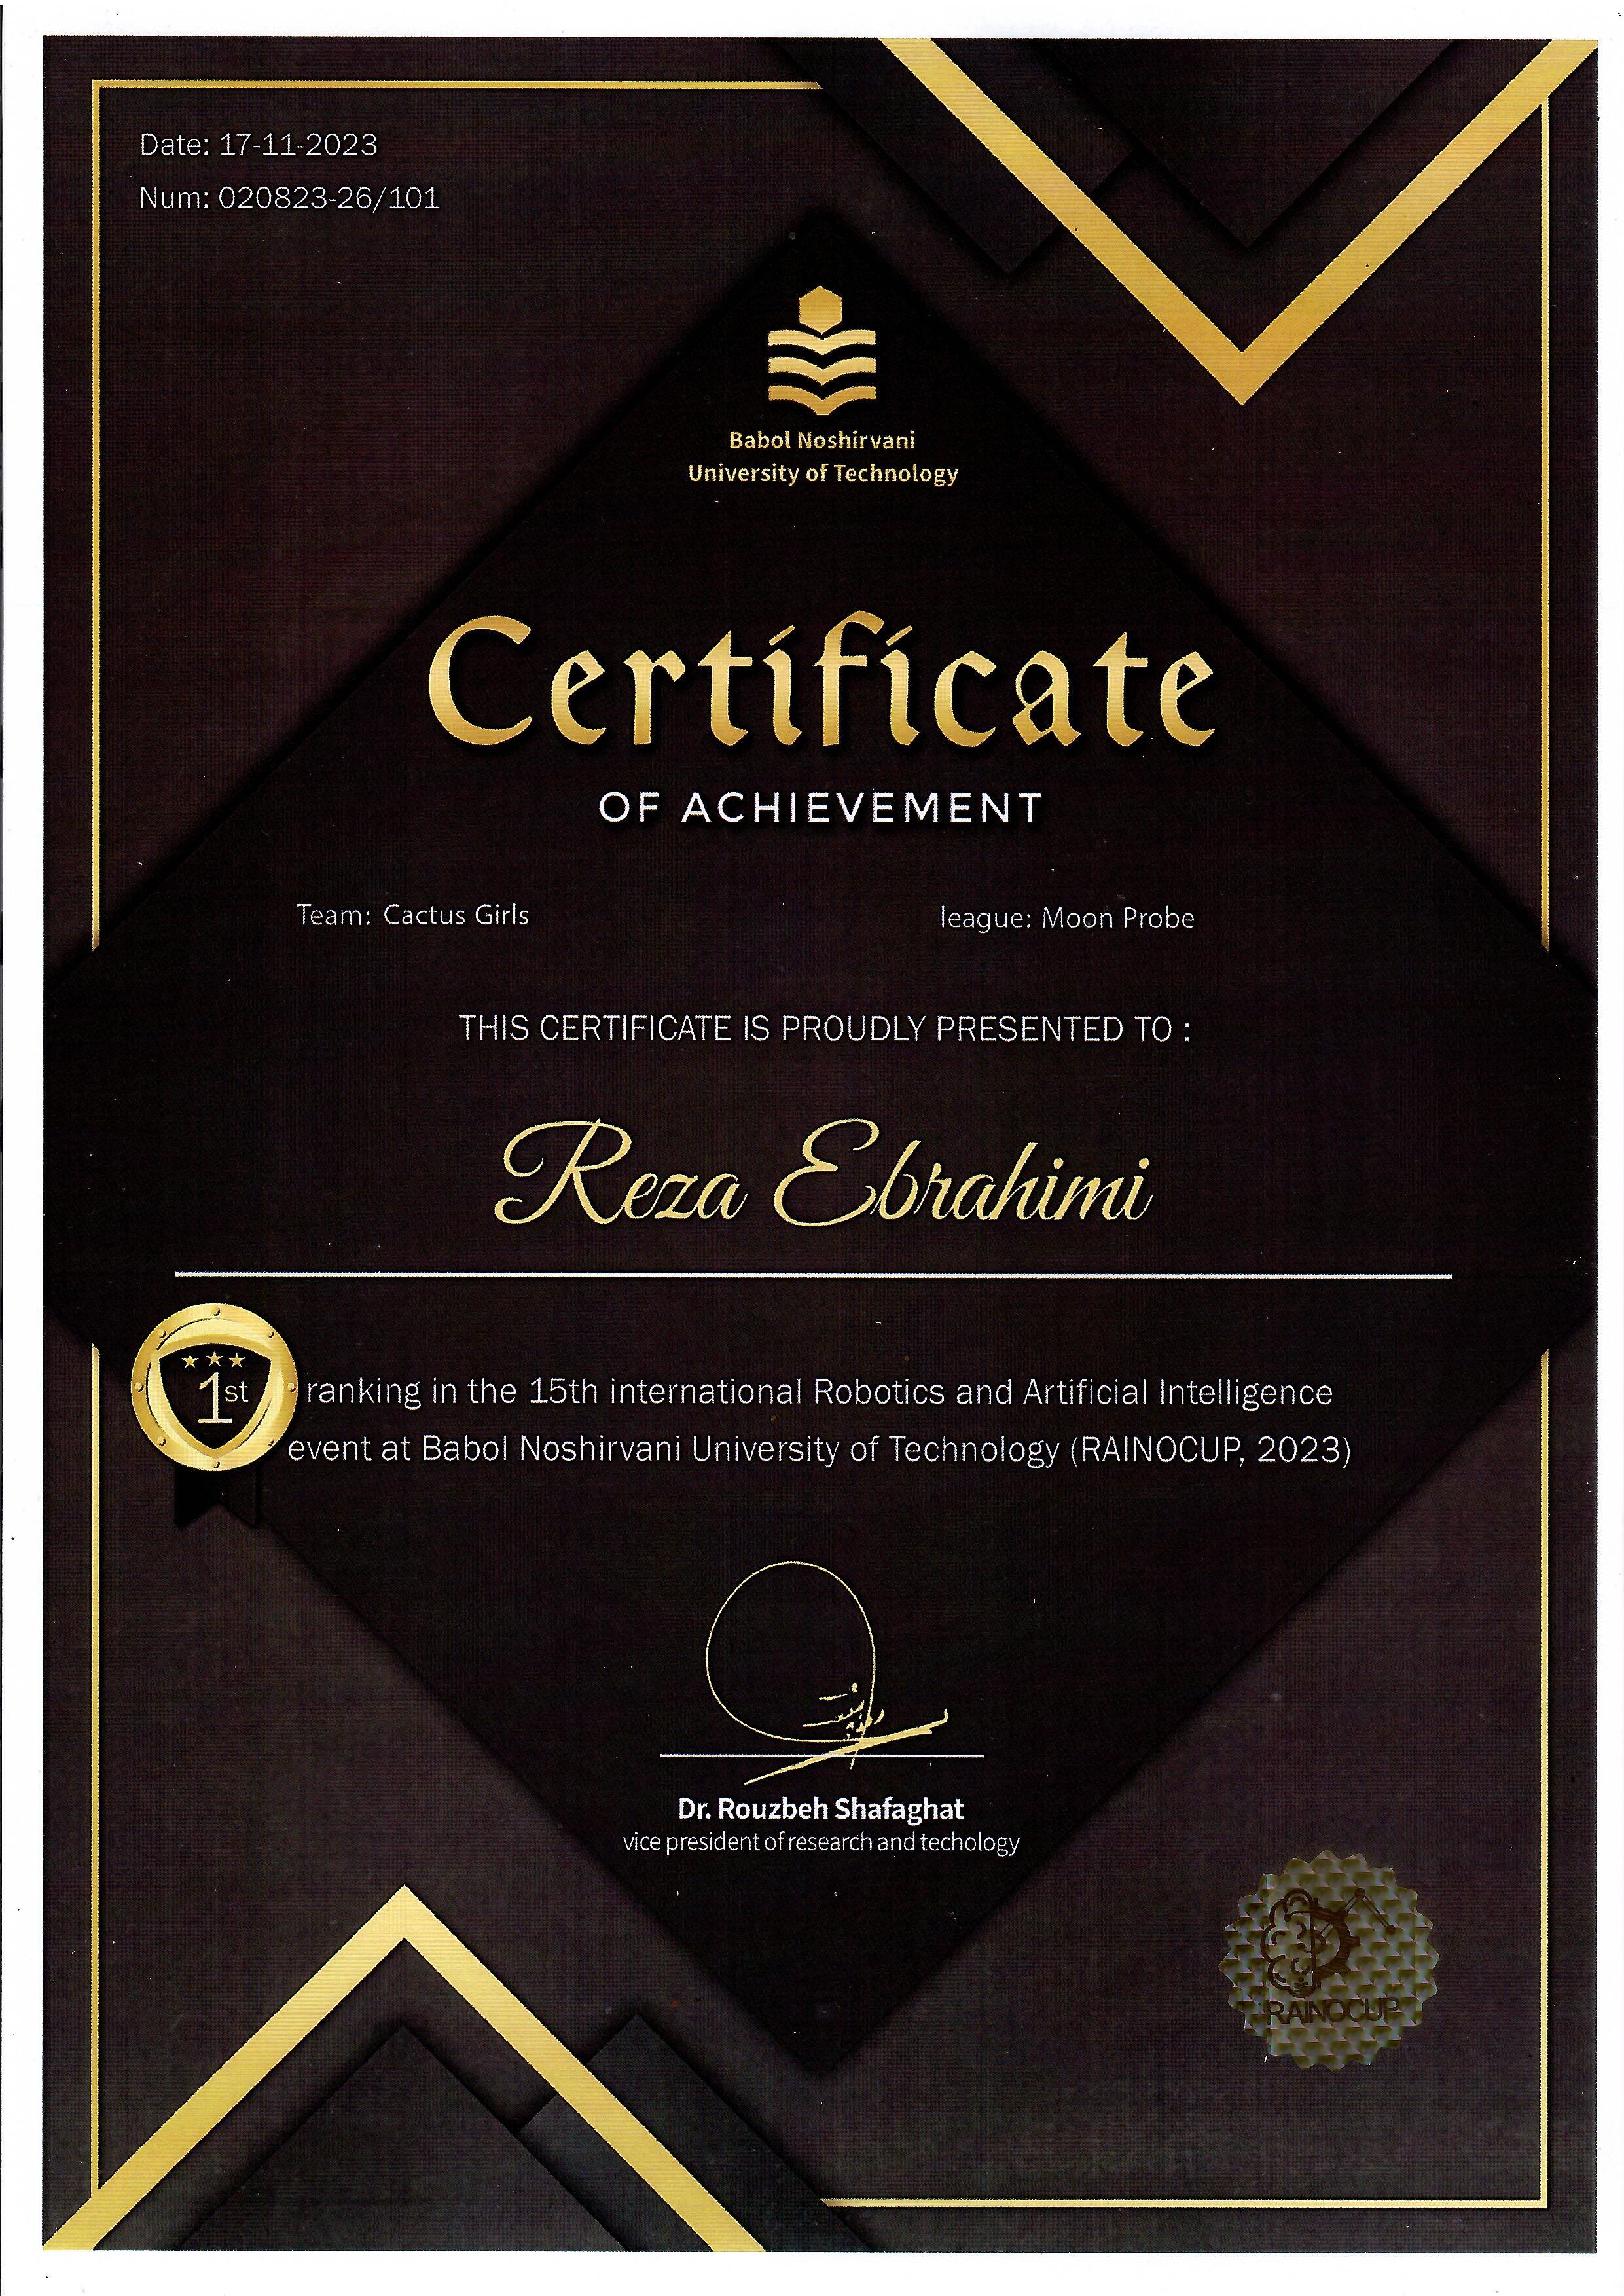 Date: 17-11-2023
Num: 020823-26/101
Babol Noshirvani
University of Technology
Certificate
OF ACHIEVEMENT
Team: Cactus Girls
league: Moon Probe
THIS CERTIFICATE IS PROUDLY PRESENTED TO :
Reza Ebrahimi
1st ranking in the 15th international Robotics and Artificial Intelligence
event at Babol Noshirvani University of Technology (RAINOCUP, 2023)
Dr. Rouzbeh Shafaghat
vice president of research and techology
RAINOCUP